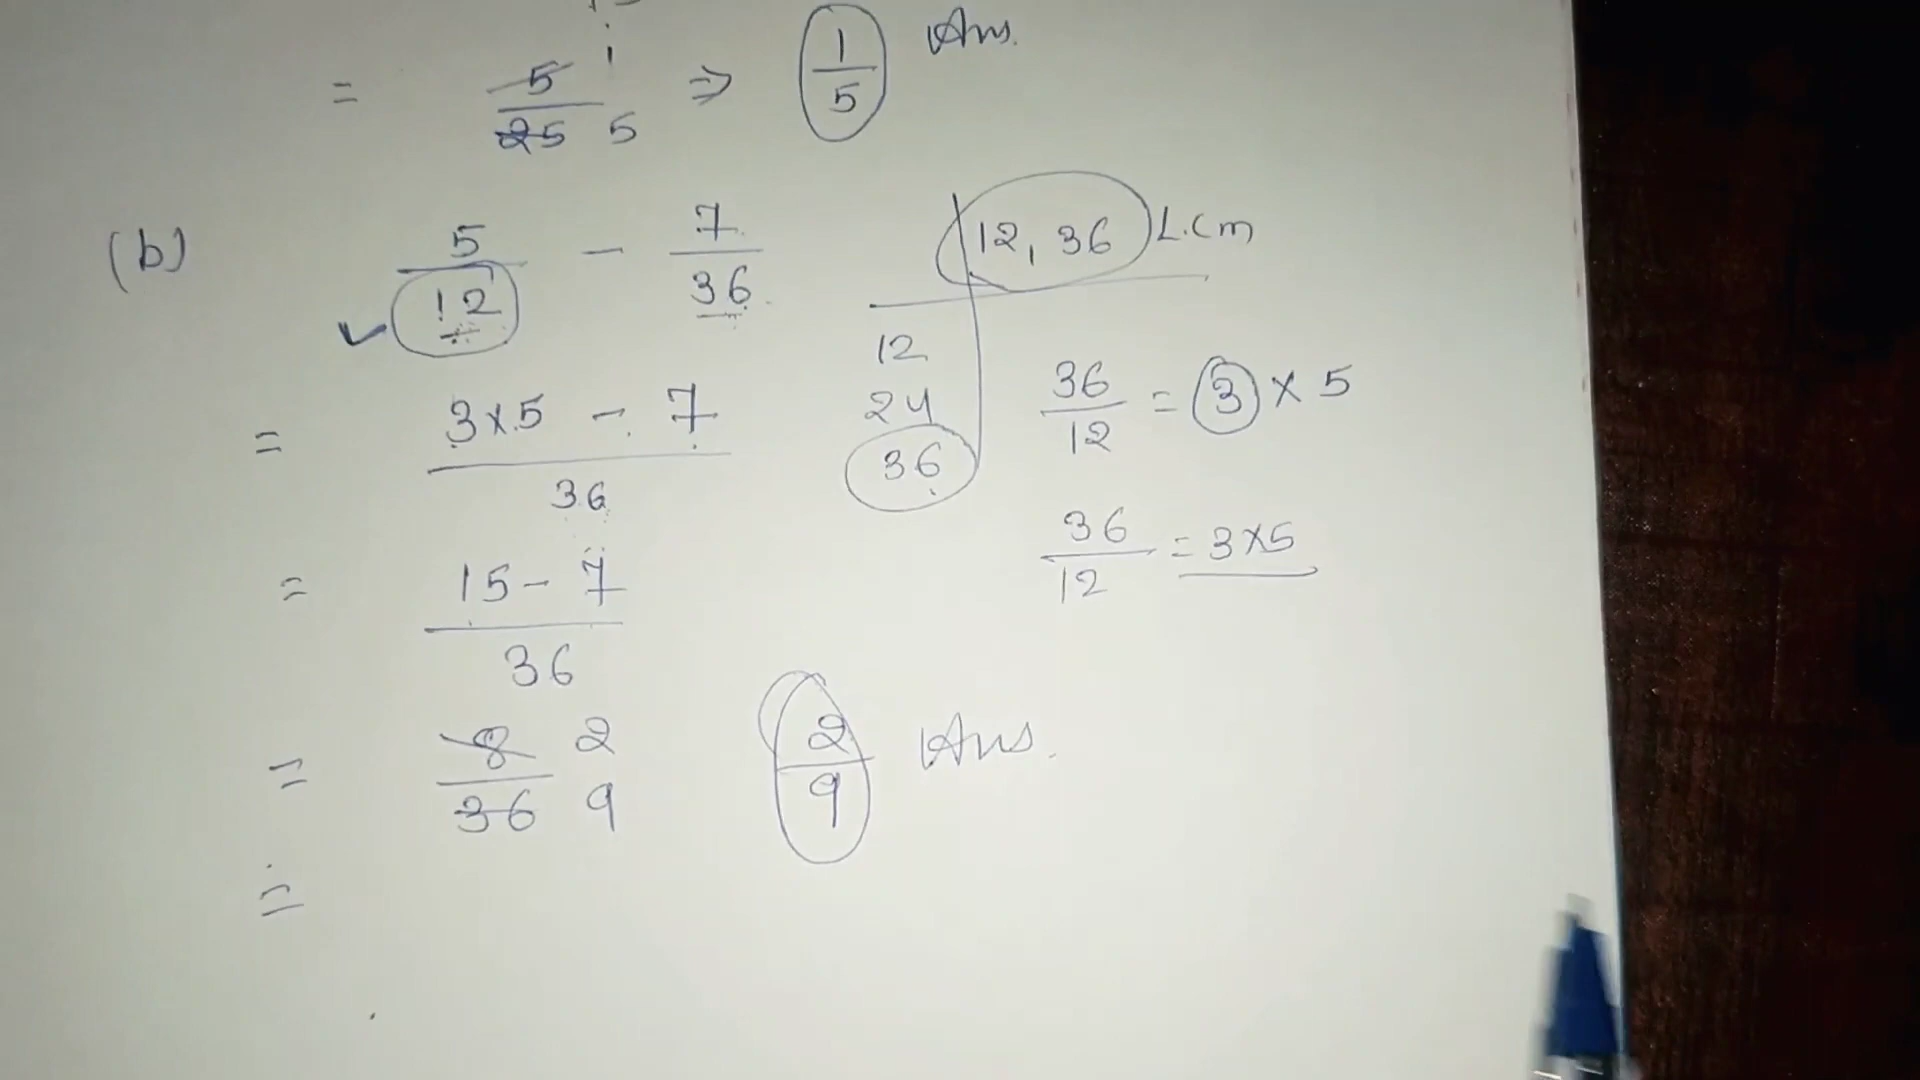 = 5/25 1 5 ⇒ 1/5 Ans.
(b) 5/12 - 7/36
12, 36 L.C.m
12
24
36
36/12 = 3 × 5
36/12 = 3×5
= 3×5 - 7 / 36
= 15 - 7 / 36
= 8/36 2 9
2/9 Ans.
=